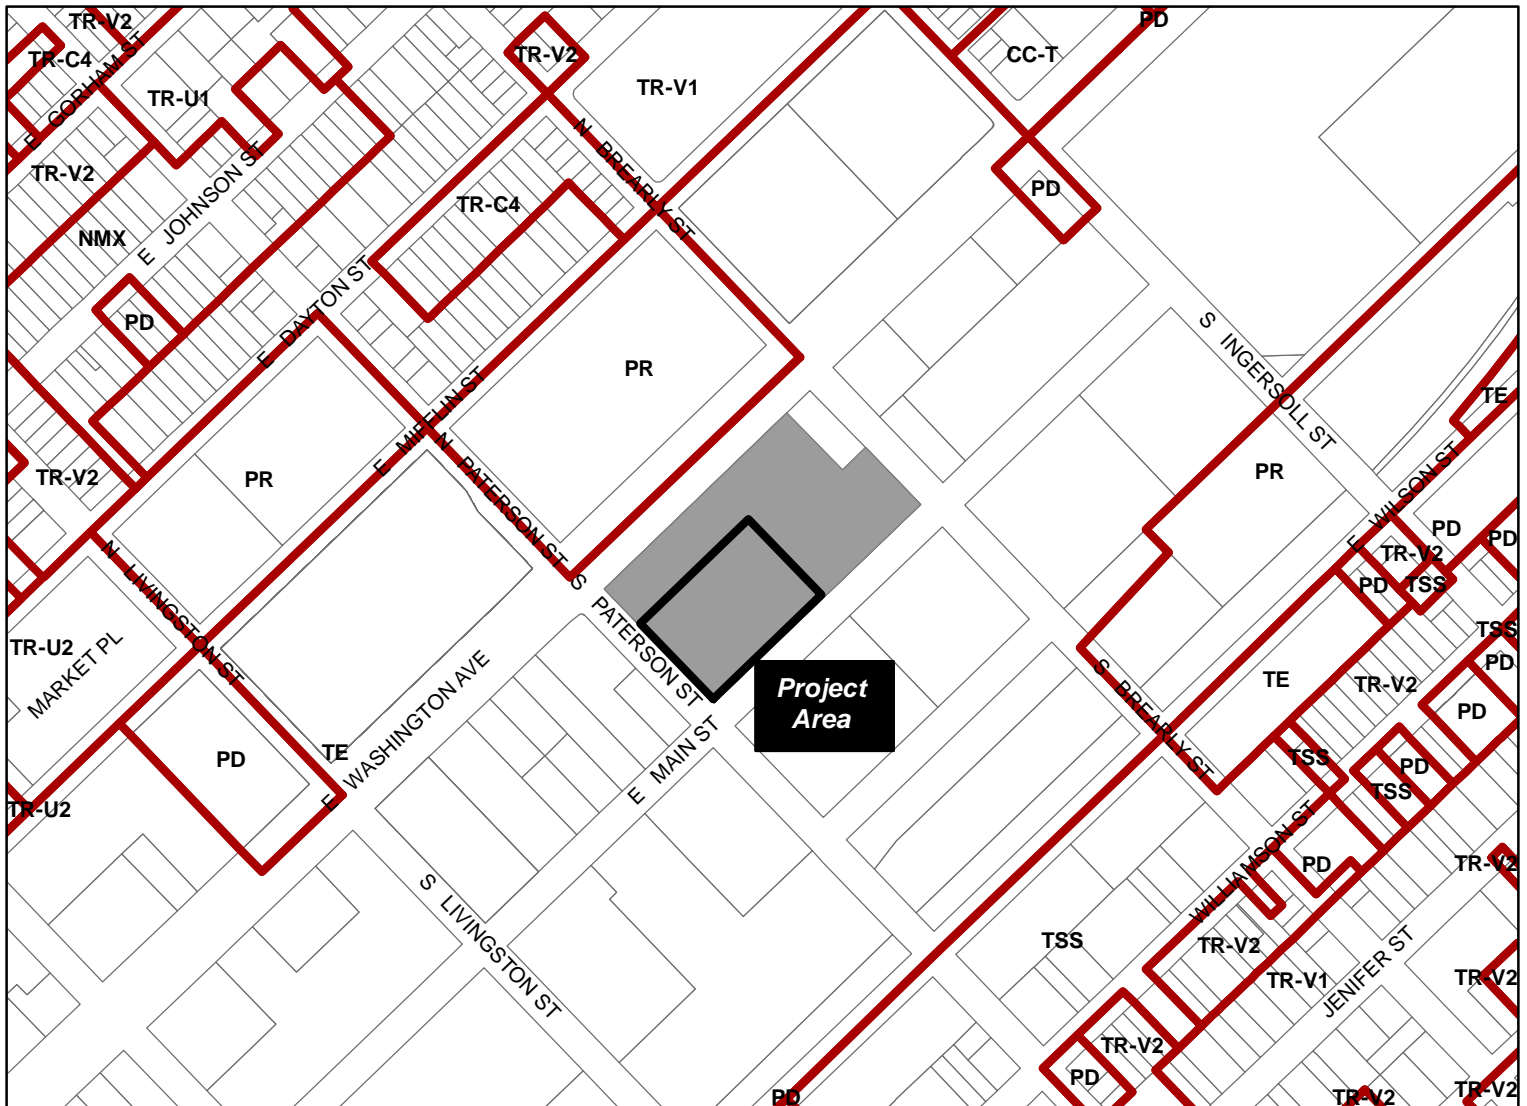 TR-V2
PD
TR-C4
TR-V2
CC-T
TR-V1
TR-U1
E GORHAM ST
TR-V2
E JOHNSON ST
N BREARLY ST
PD
TR-C4
NMX
PD
E DAYTON ST
S INGERSOLL ST
PR
TE
E MIFFLIN ST
TR-V2
PR
N PATERSON ST
PR
E WILSON ST
PD
PD
TR-V2
PD
TSS
N LIVINGSTON ST
S PATERSON ST
TSS
TR-U2
MARKET PL
PD
TE
TR-V2
Project
Area
S BREARLY ST
PD
E WASHINGTON AVE
E MAIN ST
TE
PD
TSS
PD
TSS
TR-U2
WILLIAMSON ST
PD
TR-V2
S LIVINGSTON ST
TSS
TR-V2
TR-V1
JENIFER ST
TR-V2
TR-V2
PD
PD
TR-V2
TR-V2